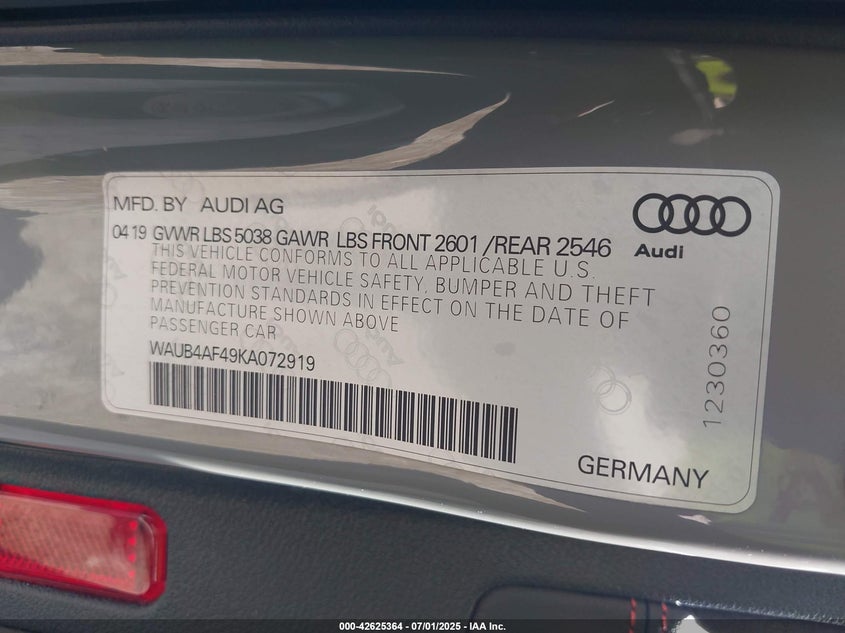 MFD. BY AUDI AG
Audi
04 19 GVWR LBS 5038 GAWR LBS FRONT 2601 /REAR 2546
THIS VEHICLE CONFORMS TO ALL APPLICABLE U.S.
FEDERAL MOTOR VEHICLE SAFETY, BUMPER AND THEFT
PREVENTION STANDARDS IN EFFECT ON THE DATE OF
MANUFACTURE SHOWN ABOVE
PASSENGER CAR
WAUB4AF49KA072919
1230360
GERMANY
000-42625364 - 07/01/2025 - IAA Inc.